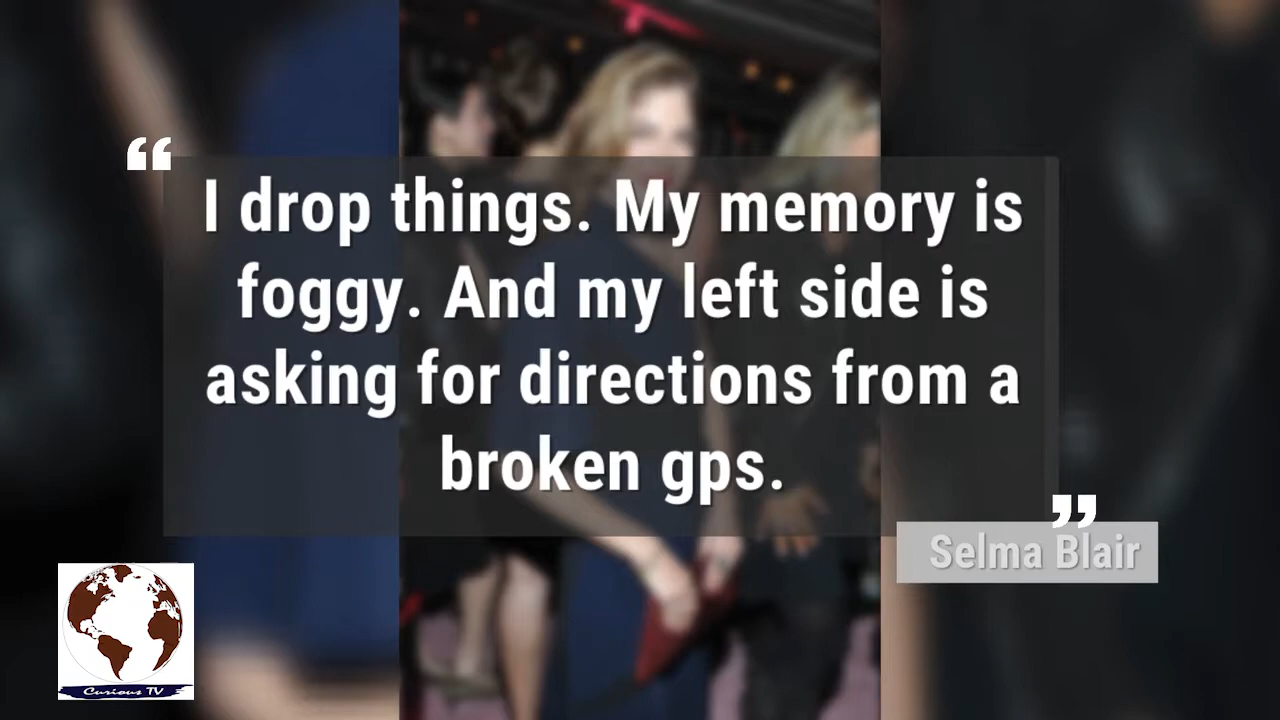 “
I drop things. My memory is
foggy. And my left side is
asking for directions from a
broken gps.
”
Selma Blair
Curious TV